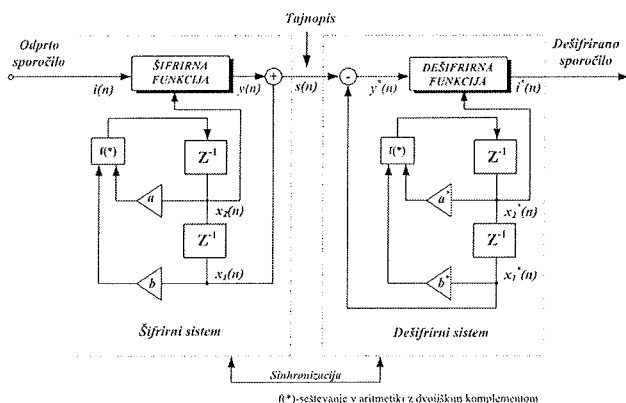 Tajnopis
Odprto
sporočilo
ŠIFRIRNA
FUNKCIJA
i(n)
y(n)
+
s(n)
-
y*(n)
DEŠIFRIRNA
FUNKCIJA
i*(n)
Dešifrirano
sporočilo
f(*)
Z-1
a
x2(n)
Z-1
b
x1(n)
Šifrirni sistem
f(*)
Z-1
a*
x2*(n)
Z-1
b*
x1*(n)
Dešifrirni sistem
Sinhronizacija
f(*)-seštevanje v aritmetiki z dvojiškim komplementom